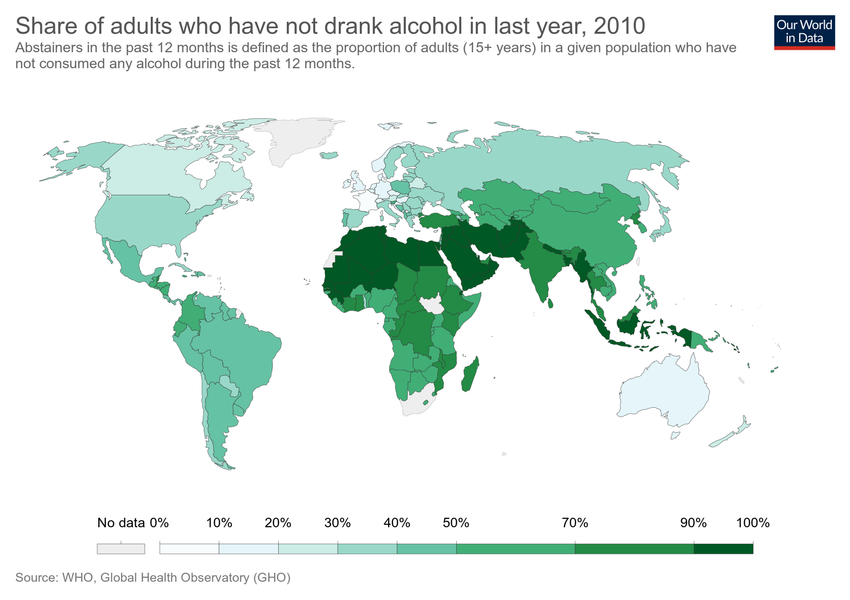 Share of adults who have not drank alcohol in last year, 2010
Our World
in Data
Abstainers in the past 12 months is defined as the proportion of adults (15+ years) in a given population who have
not consumed any alcohol during the past 12 months.
No data 0% 10% 20% 30% 40% 50% 70% 90% 100%
Source: WHO, Global Health Observatory (GHO)